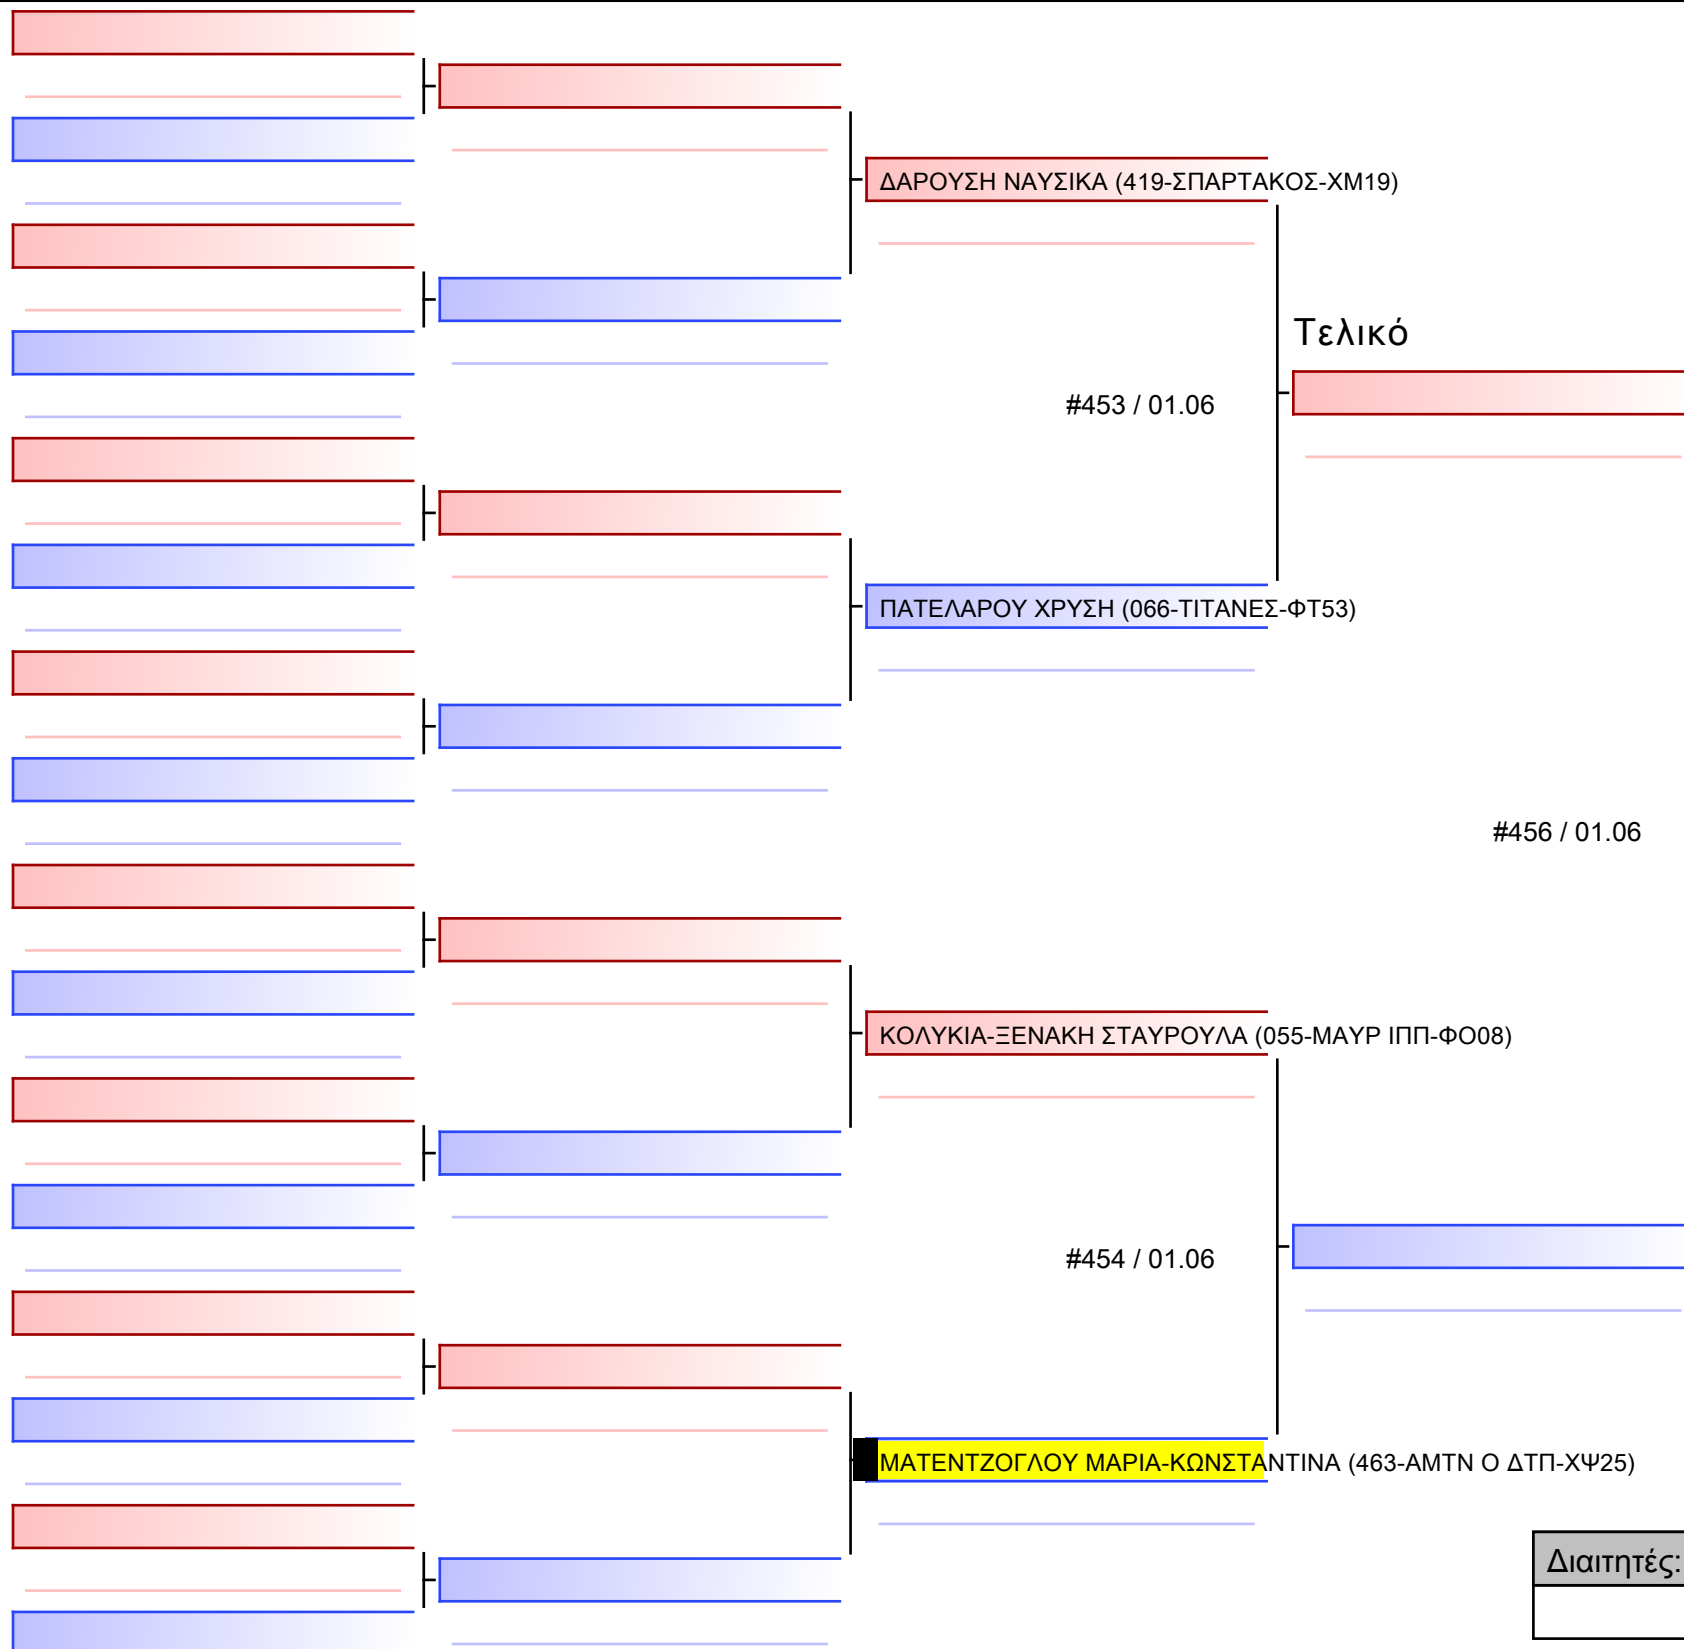 ΔΑΡΟΥΣΗ ΝΑΥΣΙΚΑ (419-ΣΠΑΡΤΑΚΟΣ-ΧΜ19)
Τελικό
#453 / 01.06
ΠΑΤΕΛΑΡΟΥ ΧΡΥΣΗ (066-ΤΙΤΑΝΕΣ-ΦΤ53)
#456 / 01.06
ΚΟΛΥΚΙΑ-ΞΕΝΑΚΗ ΣΤΑΥΡΟΥΛΑ (055-ΜΑΥΡ ΙΠΠ-ΦΟ08)
#454 / 01.06
ΜΑΤΕΝΤΖΟΓΛΟΥ ΜΑΡΙΑ-ΚΩΝΣΤΑΝΤΙΝΑ (463-ΑΜΤΝ Ο ΔΤΠ-ΧΨ25)
Διαιτητές: